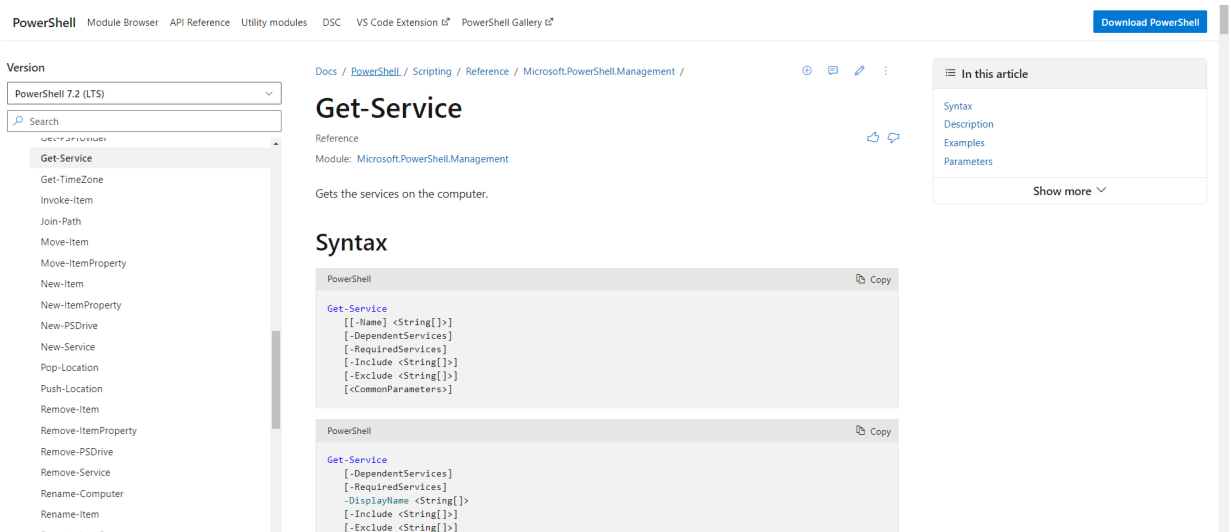 PowerShell Module Browser API Reference Utility modules DSC VS Code Extension PowerShell Gallery Download PowerShell
Version
PowerShell 7.2 (LTS)
Search
Get-PSProvider
Get-Service
Get-TimeZone
Invoke-Item
Join-Path
Move-Item
Move-ItemProperty
New-Item
New-ItemProperty
New-PSDrive
New-Service
Pop-Location
Push-Location
Remove-Item
Remove-ItemProperty
Remove-PSDrive
Remove-Service
Rename-Computer
Rename-Item
Docs / PowerShell / Scripting / Reference / Microsoft.PowerShell.Management /
Get-Service
Reference
Module: Microsoft.PowerShell.Management
Gets the services on the computer.
Syntax
PowerShell Copy
Get-Service
[[-Name] <String[]>]
[-DependentServices]
[-RequiredServices]
[-Include <String[]>]
[-Exclude <String[]>]
[<CommonParameters>]
PowerShell Copy
Get-Service
[-DependentServices]
[-RequiredServices]
-DisplayName <String[]>
[-Include <String[]>]
[-Exclude <String[]>]
In this article
Syntax
Description
Examples
Parameters
Show more